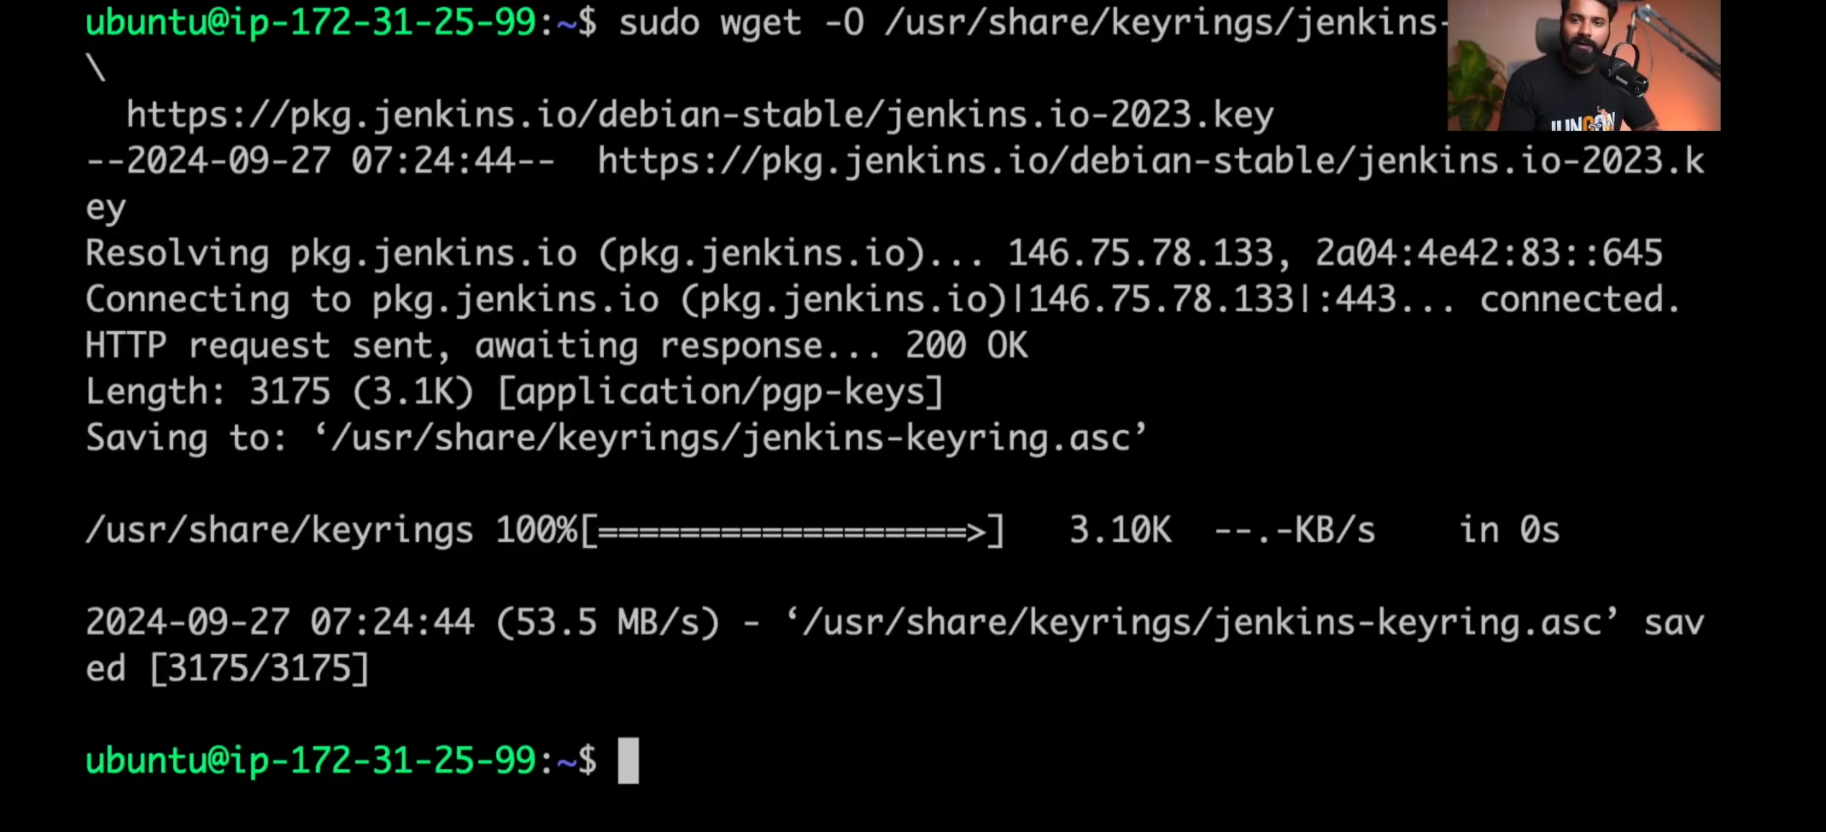 ubuntu@ip-172-31-25-99:~$ sudo wget -O /usr/share/keyrings/jenkins-
\
https://pkg.jenkins.io/debian-stable/jenkins.io-2023.key
--2024-09-27 07:24:44--  https://pkg.jenkins.io/debian-stable/jenkins.io-2023.k
ey
Resolving pkg.jenkins.io (pkg.jenkins.io)... 146.75.78.133, 2a04:4e42:83::645
Connecting to pkg.jenkins.io (pkg.jenkins.io)|146.75.78.133|:443... connected.
HTTP request sent, awaiting response... 200 OK
Length: 3175 (3.1K) [application/pgp-keys]
Saving to: ‘/usr/share/keyrings/jenkins-keyring.asc’
/usr/share/keyrings 100%[==================>]   3.10K  --.-KB/s    in 0s
2024-09-27 07:24:44 (53.5 MB/s) - ‘/usr/share/keyrings/jenkins-keyring.asc’ sav
ed [3175/3175]
ubuntu@ip-172-31-25-99:~$